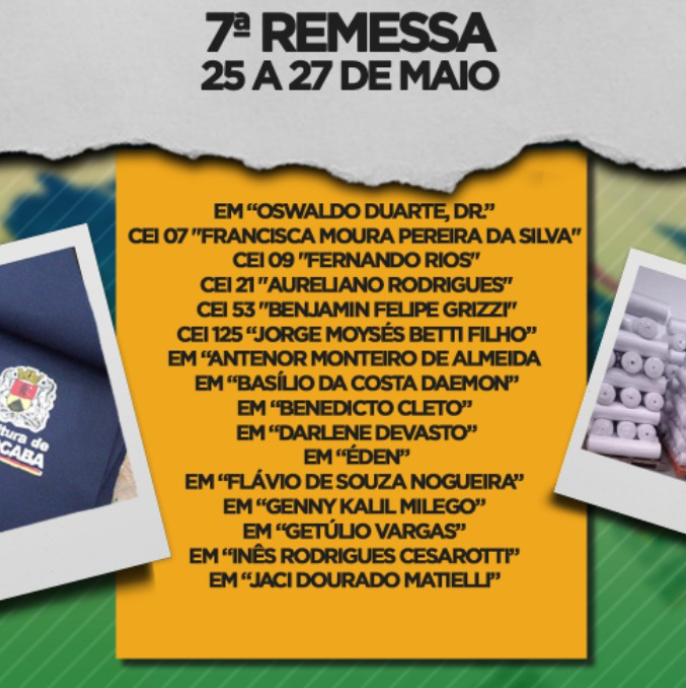 7ª REMESSA
25 A 27 DE MAIO
EM “OSWALDO DUARTE, DR.”
CEI 07 "FRANCISCA MOURA PEREIRA DA SILVA"
CEI 09 "FERNANDO RIOS"
CEI 21 "AURELIANO RODRIGUES"
CEI 53 "BENJAMIN FELIPE GRIZZI"
CEI 125 “JORGE MOYSÉS BETTI FILHO”
EM “ANTENOR MONTEIRO DE ALMEIDA
EM “BASÍLIO DA COSTA DAEMON”
EM “BENEDICTO CLETO”
EM “DARLENE DEVASTO”
EM “ÉDEN”
EM “FLÁVIO DE SOUZA NOGUEIRA”
EM “GENNY KALIL MILEGO”
EM “GETÚLIO VARGAS”
EM “INÊS RODRIGUES CESAROTTI”
EM “JACI DOURADO MATIELLI”
tura de
CABA